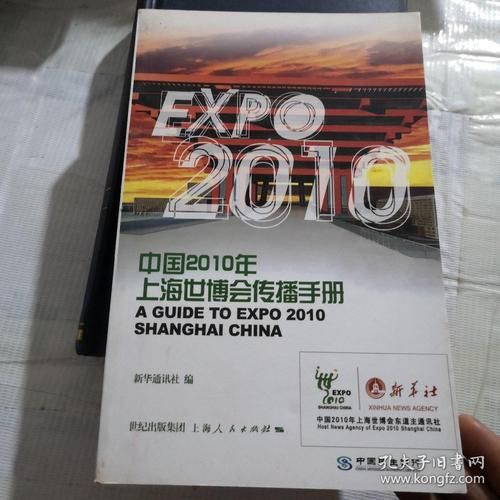 EXPO
2010
中国2010年
上海世博会传播手册
A GUIDE TO EXPO 2010
SHANGHAI CHINA
新华通讯社 编
EXPO
2010
SHANGHAI CHINA
新华社
XINHUA NEWS AGENCY
中国2010年上海世博会东道主通讯社
Host News Agency of Expo 2010 Shanghai China
世纪出版集团 上海人民出版社
中国
孔夫子旧书网
www.kongfz.com